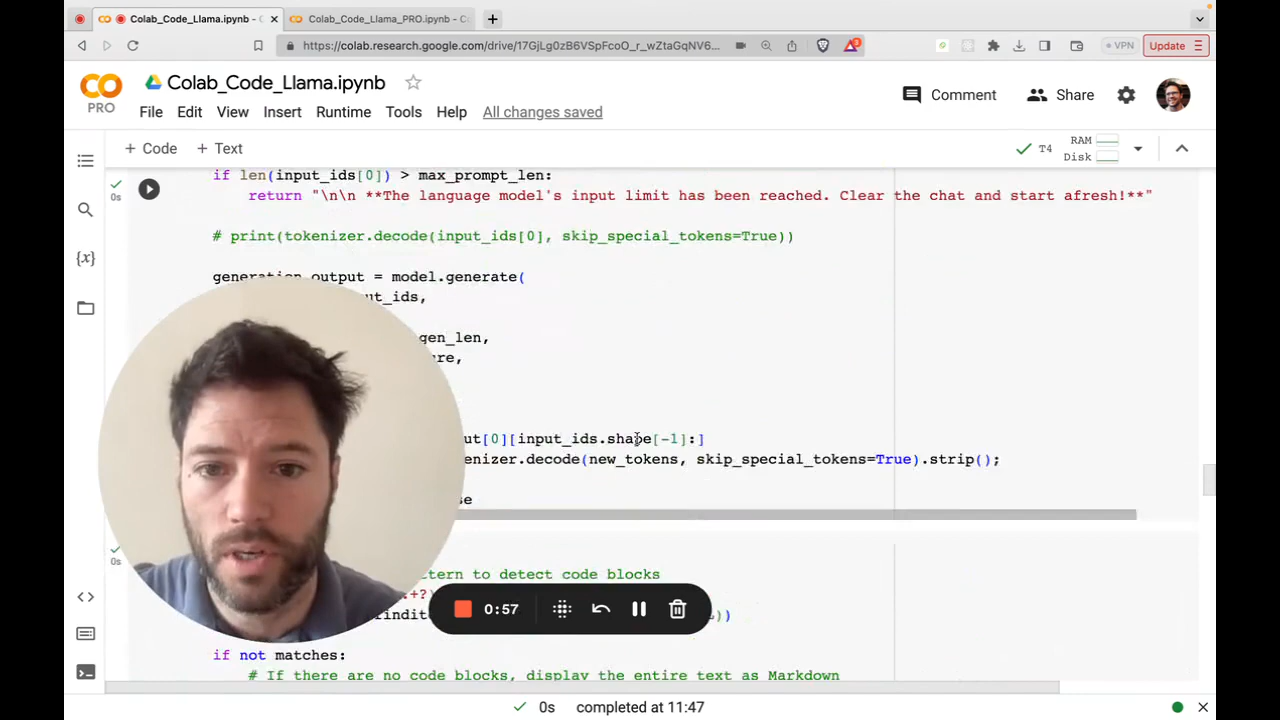 Colab_Code_Llama.ipynb -
Colab_Code_Llama_PRO.ipynb - C
https://colab.research.google.com/drive/17GjLg0zB6VSpFcoO_r_wZtaGqNV6...
VPN
Update
CO
PRO
Colab_Code_Llama.ipynb
Comment
Share
File Edit View Insert Runtime Tools Help All changes saved
+ Code + Text
T4
RAM
Disk
if len(input_ids[0]) > max_prompt_len:
0s
return "\n\n **The language model's input limit has been reached. Clear the chat and start afresh!**"
# print(tokenizer.decode(input_ids[0], skip_special_tokens=True))
generation_output = model.generate(
ut_ids,
gen_len,
re,
ut[0][input_ids.shape[-1]:]
enizer.decode(new_tokens, skip_special_tokens=True).strip();
se
0s
tern to detect code blocks
.+?)
0:57
))
if not matches:
# If there are no code blocks, display the entire text as Markdown
0s completed at 11:47